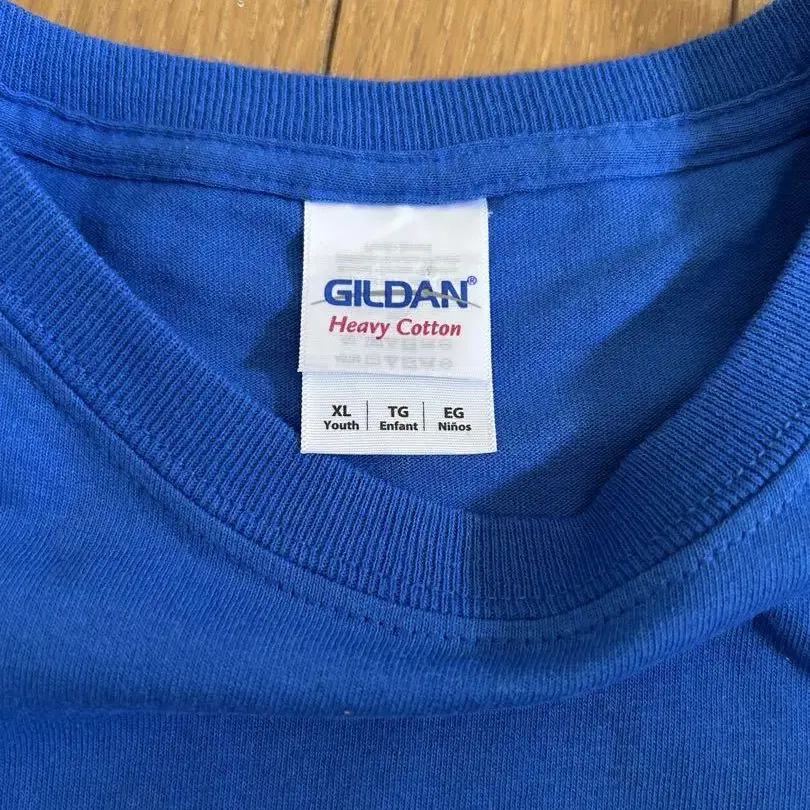 GILDAN®
Heavy Cotton
XL | TG | EG
Youth | Enfant | Niños